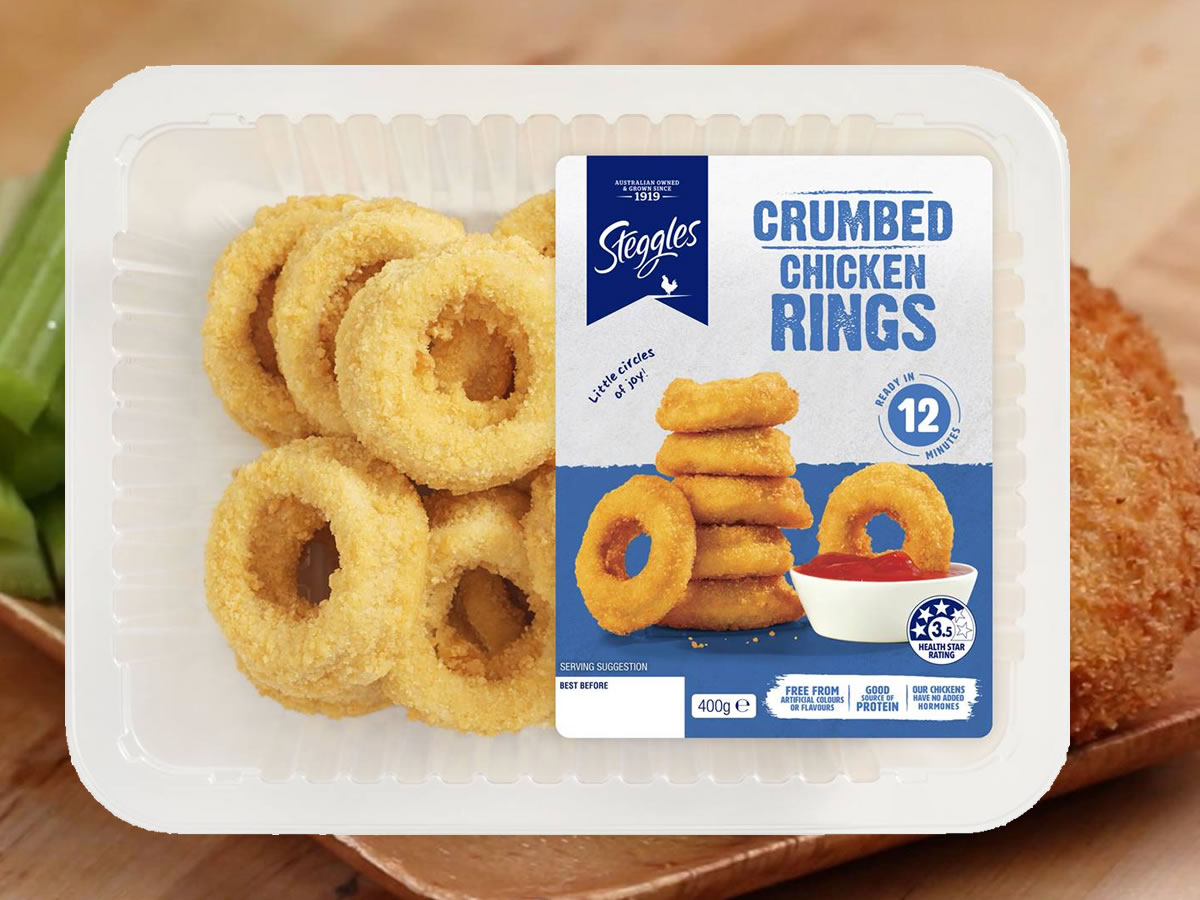 AUSTRALIAN OWNED
& GROWN SINCE
1919
Steggles
CRUMBED
CHICKEN
RINGS
Little circles
of joy!
READY IN
12
MINUTES
3.5
HEALTH STAR
RATING
SERVING SUGGESTION
BEST BEFORE
400g ℮
FREE FROM
ARTIFICIAL COLOURS
OR FLAVOURS
GOOD
SOURCE OF
PROTEIN
OUR CHICKENS
HAVE NO ADDED
HORMONES